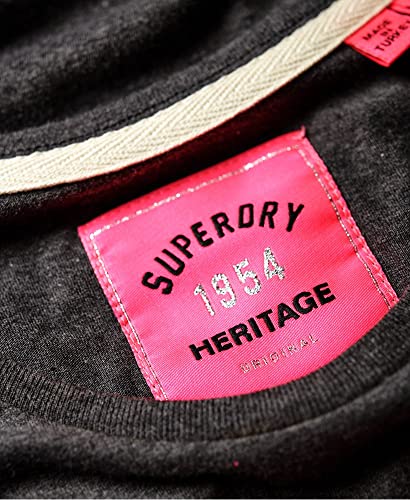 MADE
IN
TURKEY
SUPERDRY
1954
HERITAGE
ORIGINAL